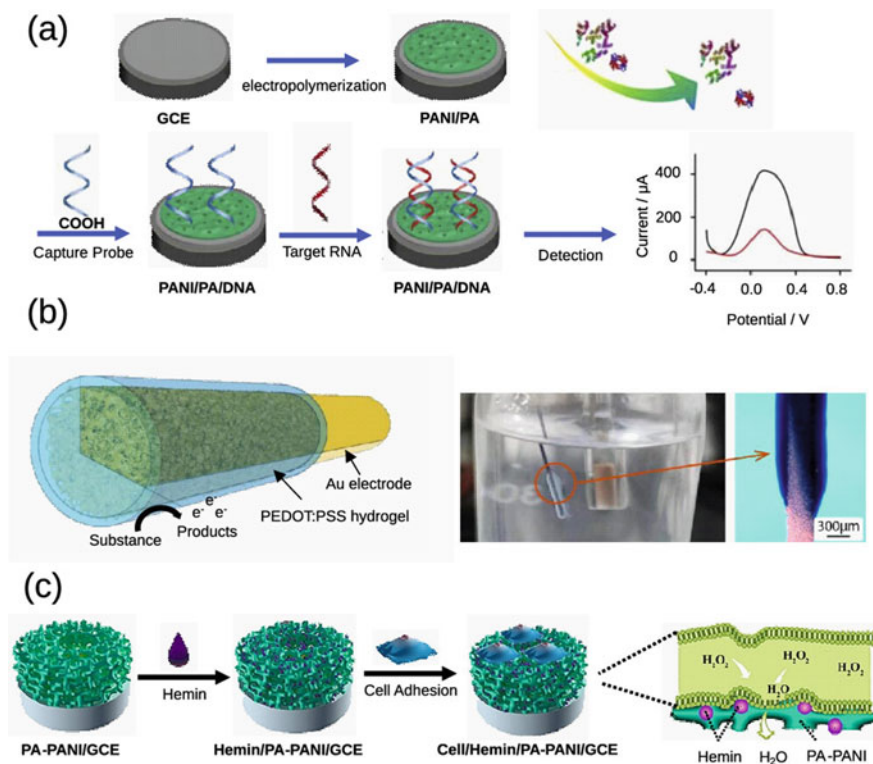 (a)
electropolymerization
GCE
PANI/PA
COOH
Capture Probe
Target RNA
PANI/PA/DNA
PANI/PA/DNA
Detection
Current / μA
400
200
0
-0.4
0.0
0.4
0.8
Potential / V
(b)
Au electrode
PEDOT:PSS hydrogel
e-
e-
e-
Products
Substance
300μm
(c)
Hemin
Cell Adhesion
PA-PANI/GCE
Hemin/PA-PANI/GCE
Cell/Hemin/PA-PANI/GCE
H₂O₂
H₂O₂
H₂O₂
H₂O
Hemin
H₂O
PA-PANI